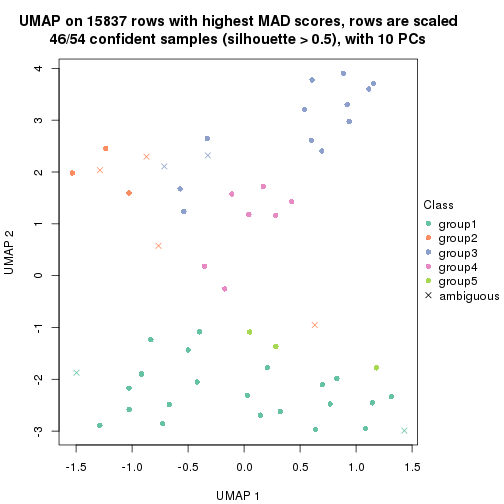 UMAP on 15837 rows with highest MAD scores, rows are scaled
46/54 confident samples (silhouette > 0.5), with 10 PCs
4
3
2
1
0
-1
-2
-3
UMAP 2
-1.5 -1.0 -0.5 0.0 0.5 1.0 1.5
UMAP 1
Class
group1
group2
group3
group4
group5
ambiguous